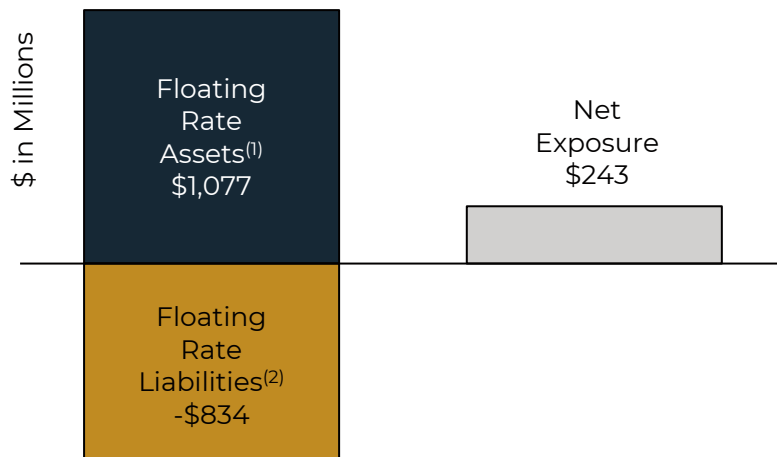 $ in Millions
Floating
Rate
Assets(1)
$1,077
Net
Exposure
$243
Floating
Rate
Liabilities(2)
-$834